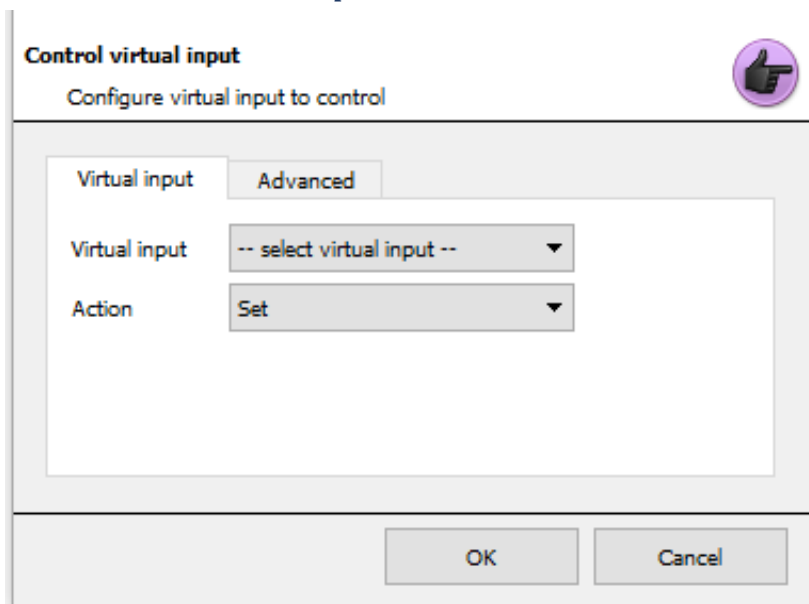 Control virtual input
Configure virtual input to control
Virtual input Advanced
Virtual input -- select virtual input --
Action Set
OK Cancel